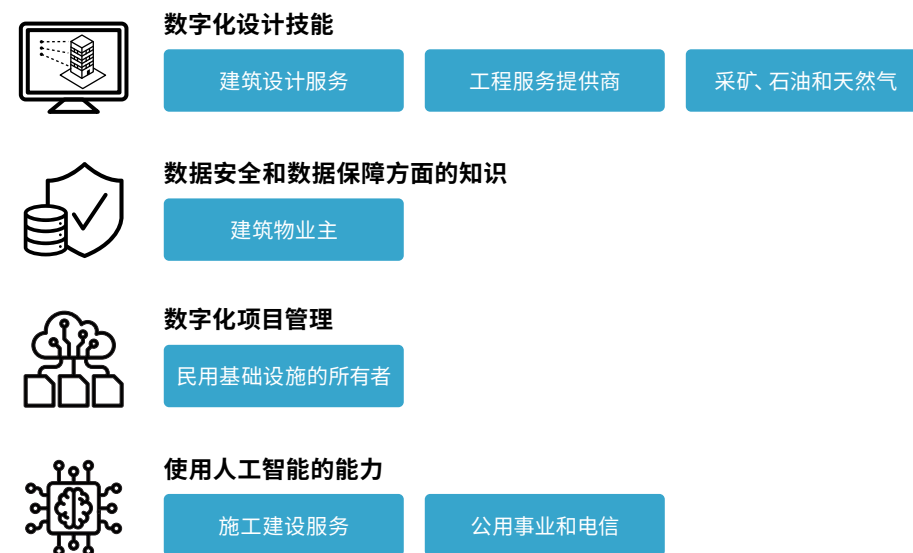 数字化设计技能
建筑设计服务
工程服务提供商
采矿、石油和天然气
数据安全和数据保障方面的知识
建筑物业主
数字化项目管理
民用基础设施的所有者
使用人工智能的能力
施工建设服务
公用事业和电信